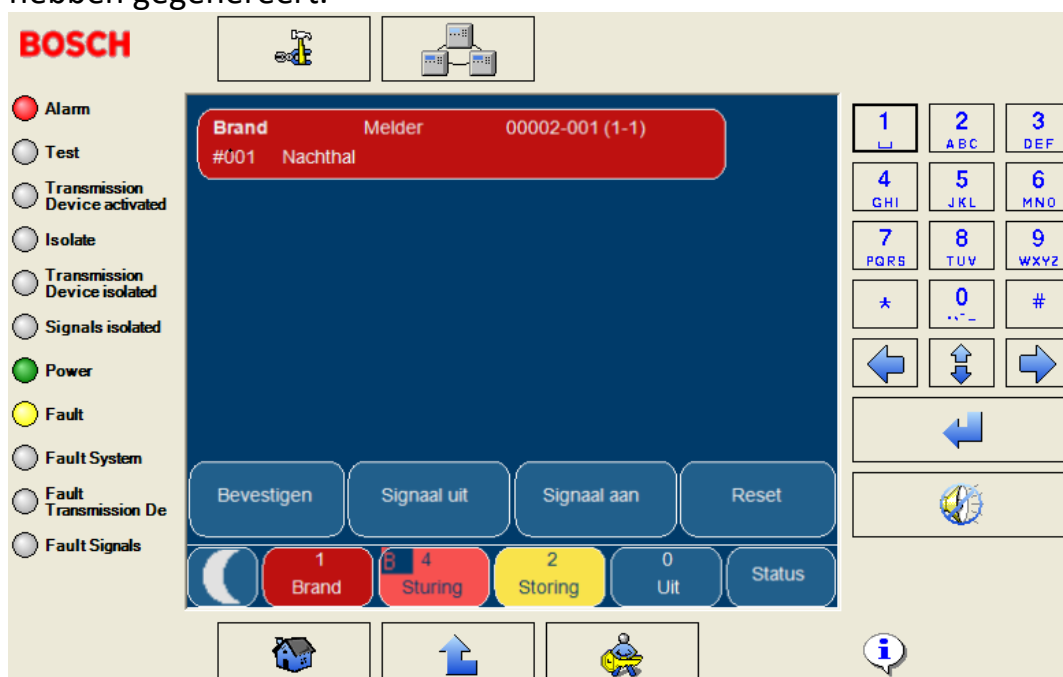 hebben gegenereert.
BOSCH
Alarm
Test
Transmission
Device activated
Isolate
Transmission
Device isolated
Signals isolated
Power
Fault
Fault System
Fault
Transmission De
Fault Signals
Brand Melder 00002-001 (1-1)
#001 Nachthal
Bevestigen Signaal uit Signaal aan Reset
1 B 4 2 0
Brand Sturing Storing Uit Status
1 2 3
ABC DEF
4 5 6
GHI JKL MNO
7 8 9
PQRS TUV WXYZ
* 0 #
i